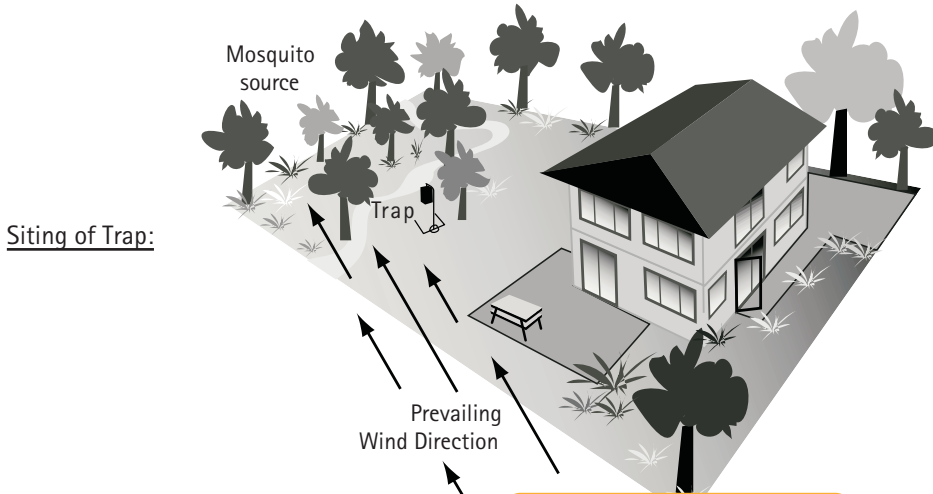 Mosquito
source
Trap
Siting of Trap:
Prevailing
Wind Direction